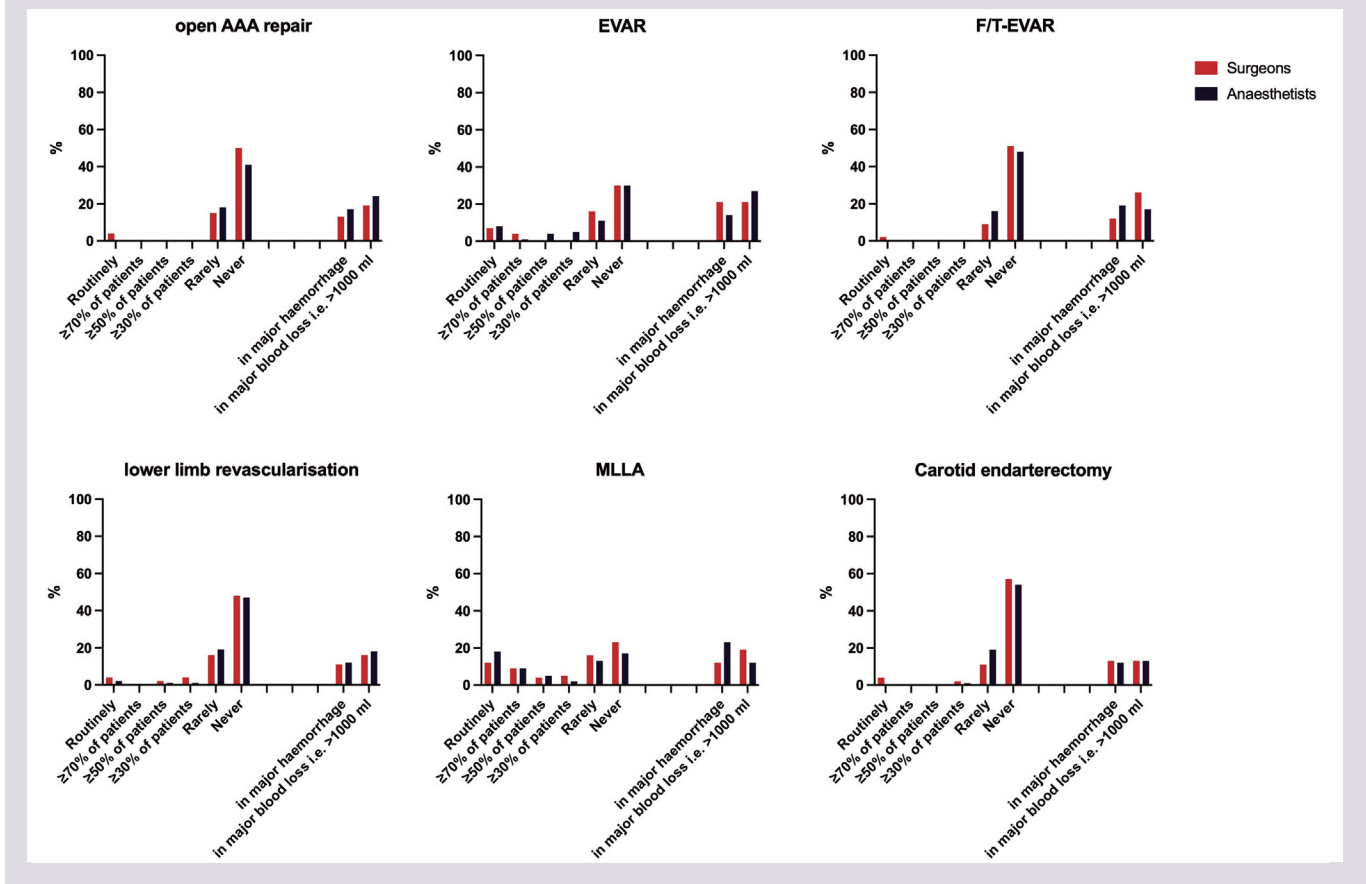 open AAA repair
100
80
60
40
20
0
%
Routinely
≥70% of patients
≥50% of patients
≥30% of patients
Rarely
Never
in major haemorrhage
in major blood loss i.e. >1000 ml
EVAR
100
80
60
40
20
0
%
Routinely
≥70% of patients
≥50% of patients
≥30% of patients
Rarely
Never
in major haemorrhage
in major blood loss i.e. >1000 ml
F/T-EVAR
100
80
60
40
20
0
%
Routinely
≥70% of patients
≥50% of patients
≥30% of patients
Rarely
Never
in major haemorrhage
in major blood loss i.e. >1000 ml
Surgeons
Anaesthetists
lower limb revascularisation
100
80
60
40
20
0
%
Routinely
≥70% of patients
≥50% of patients
≥30% of patients
Rarely
Never
in major haemorrhage
in major blood loss i.e. >1000 ml
MLLA
100
80
60
40
20
0
%
Routinely
≥70% of patients
≥50% of patients
≥30% of patients
Rarely
Never
in major haemorrhage
in major blood loss i.e. >1000 ml
Carotid endarterectomy
100
80
60
40
20
0
%
Routinely
≥70% of patients
≥50% of patients
≥30% of patients
Rarely
Never
in major haemorrhage
in major blood loss i.e. >1000 ml